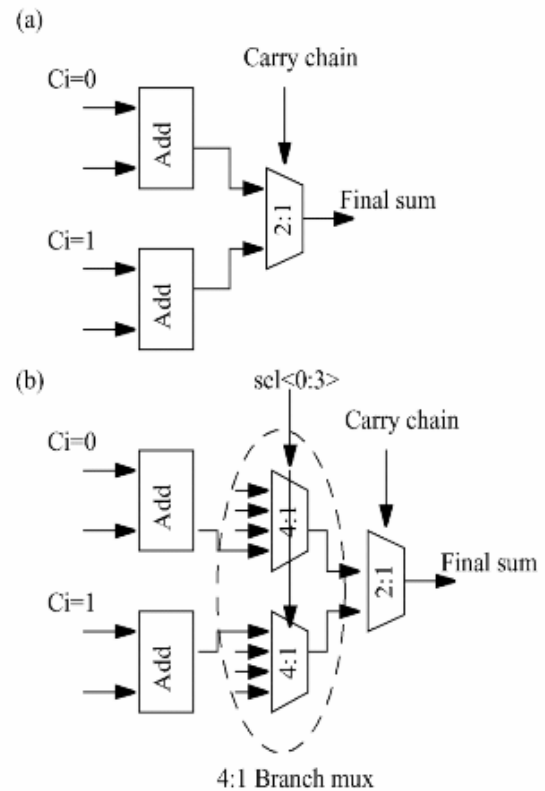 (a)
Carry chain
Ci=0
Add
2:1
Final sum
Ci=1
Add
(b)
scl<0:3>
Carry chain
Ci=0
Add
4:1
2:1
Final sum
Ci=1
Add
4:1
4:1 Branch mux